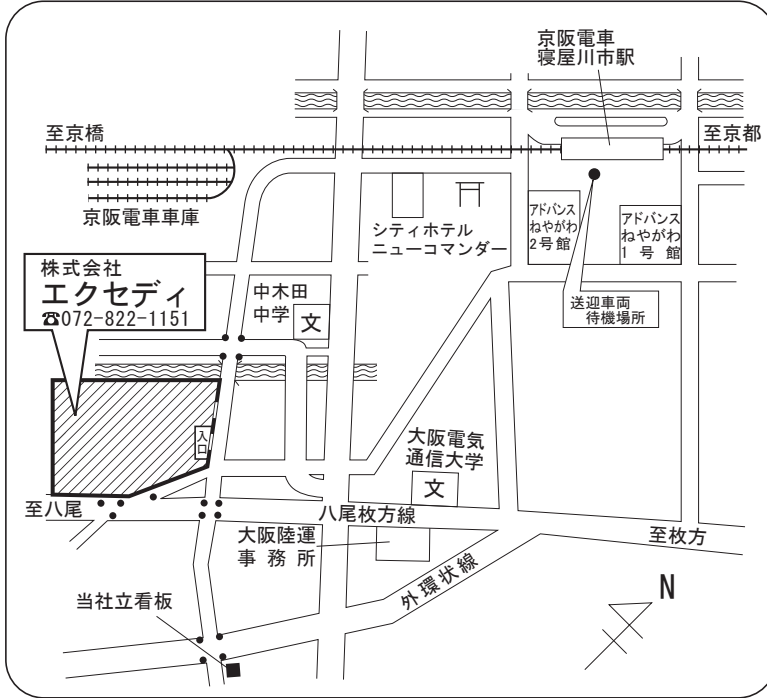 京阪電車
寝屋川市駅
至京橋
至京都
京阪電車車庫
シティホテル
ニューコマンダー
アドバンス
ねやがわ
2号館
アドバンス
ねやがわ
1号館
送迎車両
待機場所
株式会社
エクセディ
☎072-822-1151
中木田
中学
文
入口
大阪電気
通信大学
文
至八尾
八尾枚方線
大阪陸運
事務所
至枚方
外環状線
当社立看板
N